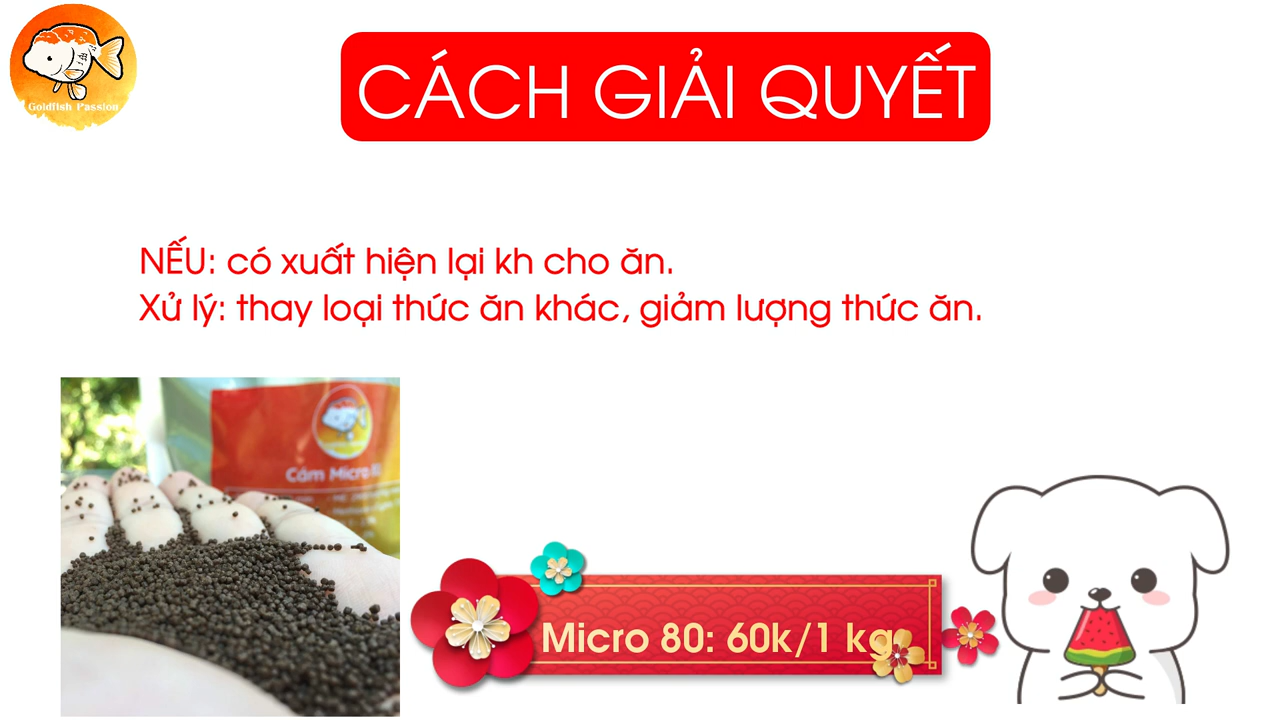 Goldfish Passion
CÁCH GIẢI QUYẾT
NẾU: có xuất hiện lại kh cho ăn.
Xử lý: thay loại thức ăn khác, giảm lượng thức ăn.
Cám Micro
Micro 80: 60k/1 kg